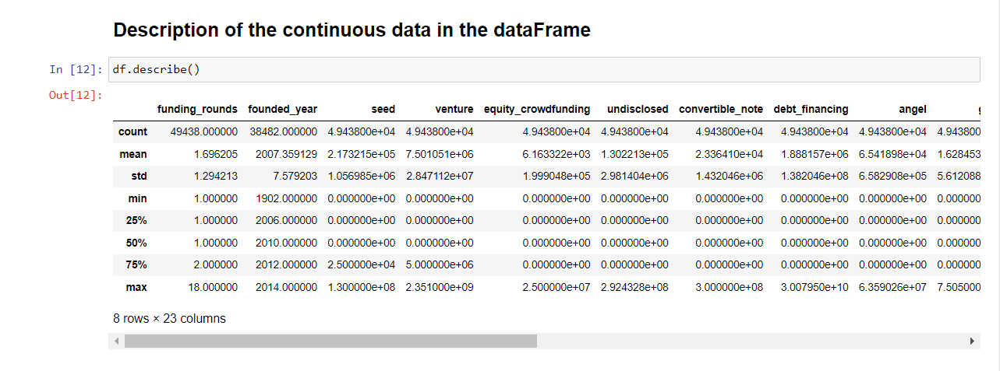 Description of the continuous data in the dataFrame
In [12]: df.describe()
Out[12]:
funding_rounds founded_year seed venture equity_crowdfunding undisclosed convertible_note debt_financing angel
count 49438.000000 38482.000000 4.943800e+04 4.943800e+04 4.943800e+04 4.943800e+04 4.943800e+04 4.943800e+04 4.943800e+04 4.943800
mean 1.696205 2007.359129 2.173215e+05 7.501051e+06 6.163322e+03 1.302213e+05 2.336410e+04 1.888157e+06 6.541898e+04 1.628453
std 1.294213 7.579203 1.056985e+06 2.847112e+07 1.999048e+05 2.981404e+06 1.432046e+06 1.382046e+08 6.582908e+05 5.612088
min 1.000000 1902.000000 0.000000e+00 0.000000e+00 0.000000e+00 0.000000e+00 0.000000e+00 0.000000e+00 0.000000e+00 0.000000
25% 1.000000 2006.000000 0.000000e+00 0.000000e+00 0.000000e+00 0.000000e+00 0.000000e+00 0.000000e+00 0.000000e+00 0.000000
50% 1.000000 2010.000000 0.000000e+00 0.000000e+00 0.000000e+00 0.000000e+00 0.000000e+00 0.000000e+00 0.000000e+00 0.000000
75% 2.000000 2012.000000 2.500000e+04 5.000000e+06 0.000000e+00 0.000000e+00 0.000000e+00 0.000000e+00 0.000000e+00 0.000000
max 18.000000 2014.000000 1.300000e+08 2.351000e+09 2.500000e+07 2.924328e+08 3.000000e+08 3.007950e+10 6.359026e+07 7.505000
8 rows × 23 columns